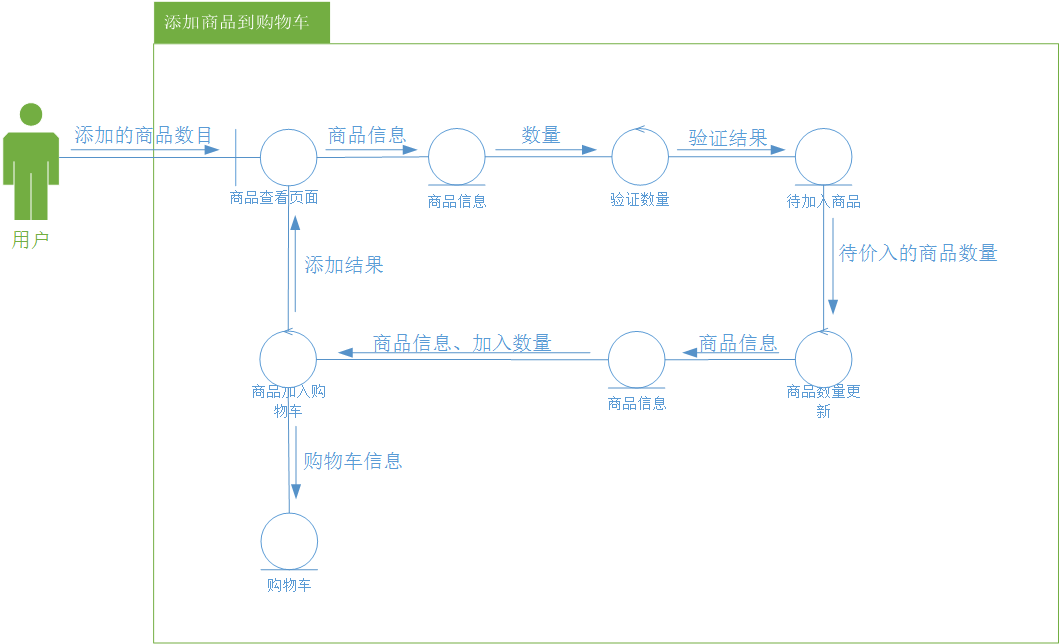 添加商品到购物车
添加的商品数目
商品信息
数量
验证结果
商品查看页面
商品信息
验证数量
待加入商品
用户
添加结果
待价入的商品数量
商品信息、加入数量
商品信息
商品加入购
物车
商品信息
商品数量更
新
购物车信息
购物车